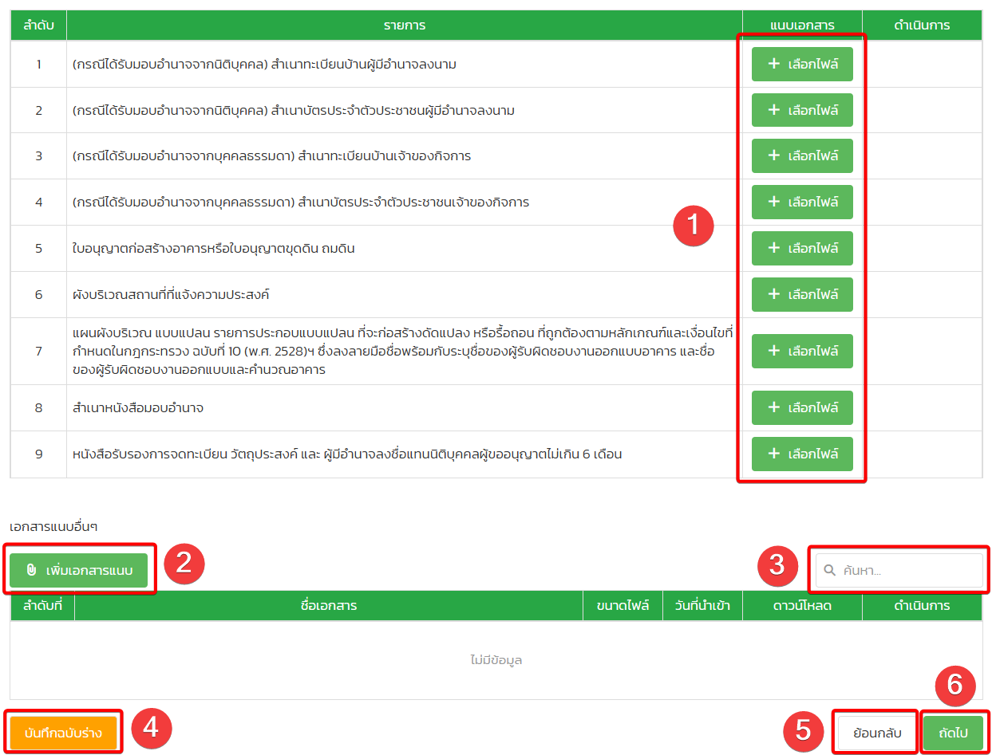 ลำดับ รายการ แนบเอกสาร ดำเนินการ
1 (กรณีได้รับมอบอำนาจจากนิติบุคคล) สำเนาทะเบียนบ้านผู้มีอำนาจลงนาม เลือกไฟล์
2 (กรณีได้รับมอบอำนาจจากนิติบุคคล) สำเนาบัตรประจำตัวประชาชนผู้มีอำนาจลงนาม เลือกไฟล์
3 (กรณีได้รับมอบอำนาจจากบุคคลธรรมดา) สำเนาทะเบียนบ้านเจ้าของกิจการ เลือกไฟล์
1
4 (กรณีได้รับมอบอำนาจจากบุคคลธรรมดา) สำเนาบัตรประจำตัวประชาชนเจ้าของกิจการ เลือกไฟล์
5 ใบอนุญาตก่อสร้างอาคารหรือใบอนุญาตขุดดิน ถมดิน เลือกไฟล์
6 ผังบริเวณสถานที่ที่แจ้งความประสงค์ เลือกไฟล์
แผนผังบริเวณ แบบแปลน รายการประกอบแบบแปลน ที่จะก่อสร้างดัดแปลง หรือรื้อถอน ที่ถูกต้องตามหลักเกณฑ์และเงื่อนไขที่
7 กำหนดในกฎกระทรวง ฉบับที่ 10 (พ.ศ. 2528)ฯ ซึ่งลงลายมือชื่อพร้อมกับระบุชื่อของผู้รับผิดชอบงานออกแบบอาคาร และชื่อ เลือกไฟล์
ของผู้รับผิดชอบงานออกแบบและคำนวณอาคาร
8 สำเนาหนังสือมอบอำนาจ เลือกไฟล์
9 หนังสือรับรองการจดทะเบียน วัตถุประสงค์ และ ผู้มีอำนาจลงชื่อแทนนิติบุคคลผู้ขออนุญาตไม่เกิน 6 เดือน เลือกไฟล์
เอกสารแนบอื่นๆ
เพิ่มเอกสารแนบ 2 3 ค้นหา...
ลำดับที่ ชื่อเอกสาร ขนาดไฟล์ วันที่นำเข้า ดาวน์โหลด ดำเนินการ
ไม่มีข้อมูล
6
บันทึกฉบับร่าง 4 5 ย้อนกลับ ถัดไป